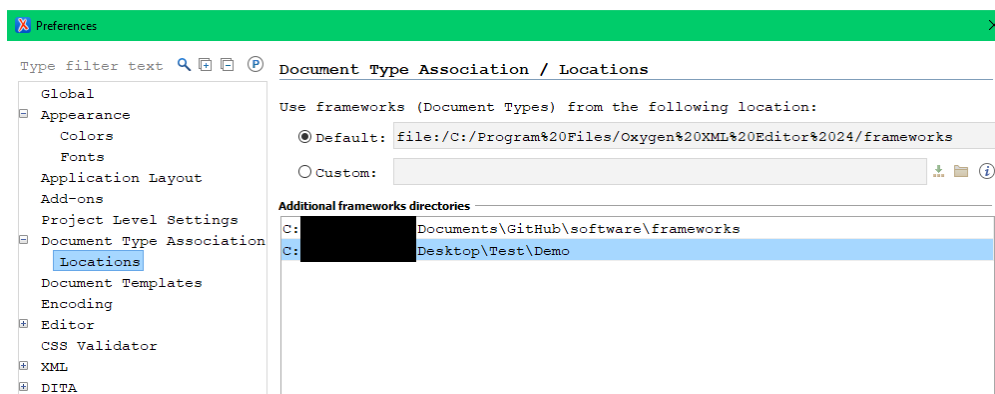 Preferences
Type filter text
P
Document Type Association / Locations
Global
Appearance
Colors
Fonts
Application Layout
Add-ons
Project Level Settings
Document Type Association
Locations
Document Templates
Encoding
Editor
CSS Validator
XML
DITA
Use frameworks (Document Types) from the following location:
Default: file:/C:/Program%20Files/Oxygen%20XML%20Editor%2024/frameworks
Custom:
i
Additional frameworks directories
C: Documents\GitHub\software\frameworks
C: Desktop\Test\Demo